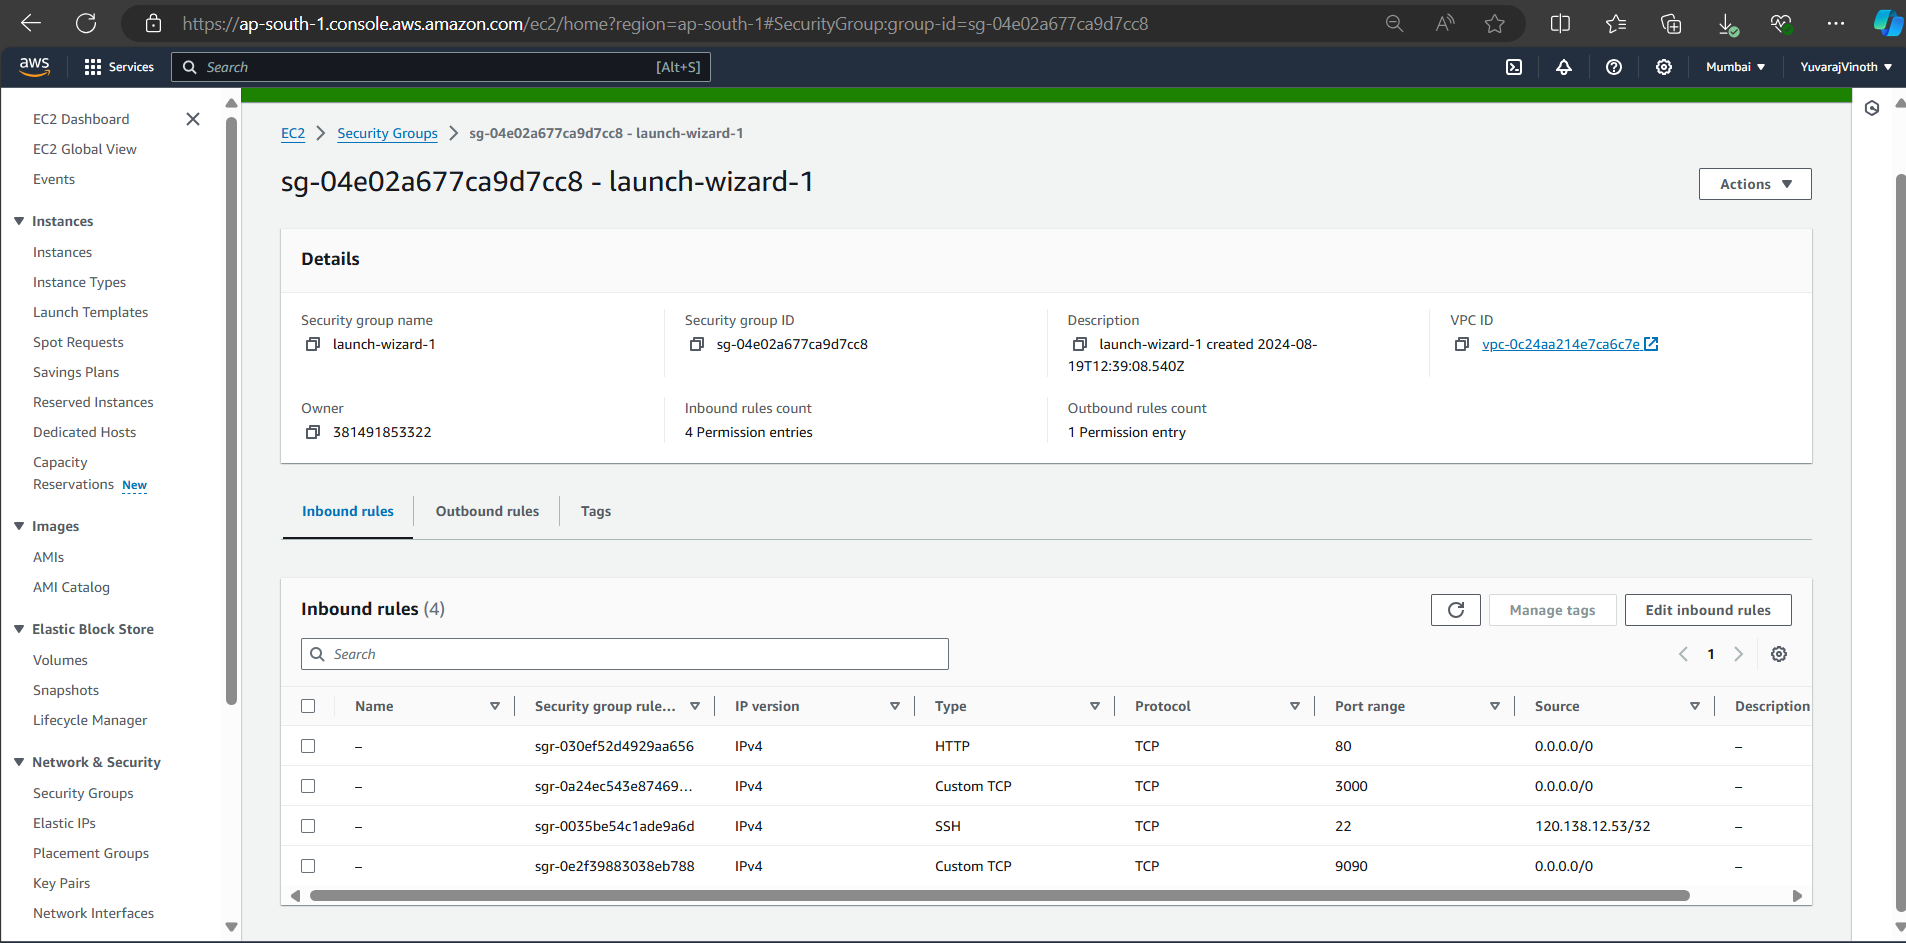 https://ap-south-1.console.aws.amazon.com/ec2/home?region=ap-south-1#SecurityGroup:group-id=sg-04e02a677ca9d7cc8
aws
Services
Search
[Alt+S]
Mumbai
YuvarajVinoth
EC2 Dashboard
EC2 Global View
Events
Instances
Instances
Instance Types
Launch Templates
Spot Requests
Savings Plans
Reserved Instances
Dedicated Hosts
Capacity
Reservations New
Images
AMIs
AMI Catalog
Elastic Block Store
Volumes
Snapshots
Lifecycle Manager
Network & Security
Security Groups
Elastic IPs
Placement Groups
Key Pairs
Network Interfaces
EC2 > Security Groups > sg-04e02a677ca9d7cc8 - launch-wizard-1
sg-04e02a677ca9d7cc8 - launch-wizard-1
Actions
Details
Security group name
launch-wizard-1
Security group ID
sg-04e02a677ca9d7cc8
Description
launch-wizard-1 created 2024-08-
19T12:39:08.540Z
VPC ID
vpc-0c24aa214e7ca6c7e
Owner
381491853322
Inbound rules count
4 Permission entries
Outbound rules count
1 Permission entry
Inbound rules
Outbound rules
Tags
Inbound rules (4)
Manage tags
Edit inbound rules
Search
1
Name Security group rule... IP version Type Protocol Port range Source Description
– sgr-030ef52d4929aa656 IPv4 HTTP TCP 80 0.0.0.0/0 –
– sgr-0a24ec543e87469... IPv4 Custom TCP TCP 3000 0.0.0.0/0 –
– sgr-0035be54c1ade9a6d IPv4 SSH TCP 22 120.138.12.53/32 –
– sgr-0e2f39883038eb788 IPv4 Custom TCP TCP 9090 0.0.0.0/0 –